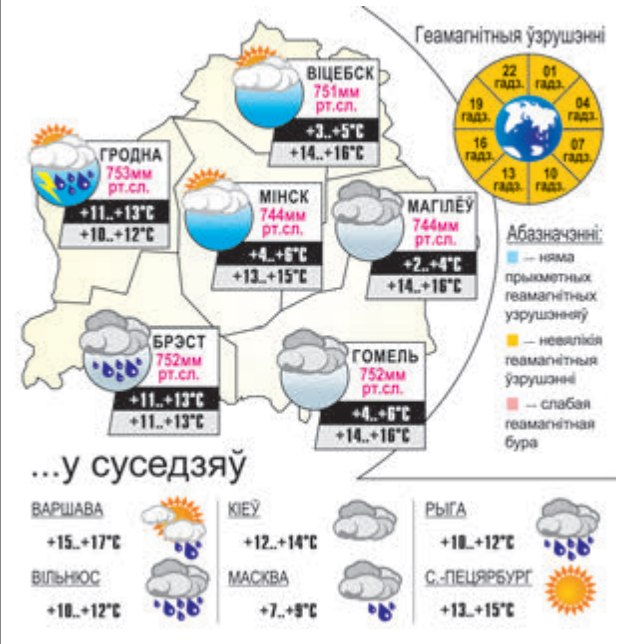 Геамагнітныя ўзрушэнні
22 гадз.
01 гадз.
04 гадз.
07 гадз.
10 гадз.
13 гадз.
16 гадз.
19 гадз.
ВІЦЕБСК
751мм
рт.сл.
+3..+5°C
+14..+16°C
ГРОДНА
753мм
рт.сл.
+11..+13°C
+10..+12°C
МІНСК
744мм
рт.сл.
+4..+6°C
+13..+15°C
МАГІЛЁЎ
744мм
рт.сл.
+2..+4°C
+14..+16°C
БРЭСТ
752мм
рт.сл.
+11..+13°C
+11..+13°C
ГОМЕЛЬ
752мм
рт.сл.
+4..+6°C
+14..+16°C
Абазначэнні:
– няма
прыкметных
геамагнітных
узрушэнняў
– невялікія
геамагнітныя
ўзрушэнні
– слабая
геамагнітная
бура
...у суседзяў
ВАРШАВА
+15..+17°C
КІЕЎ
+12..+14°C
РЫГА
+10..+12°C
ВІЛЬНЮС
+10..+12°C
МАСКВА
+7..+9°C
С.-ПЕЦЯРБУРГ
+13..+15°C